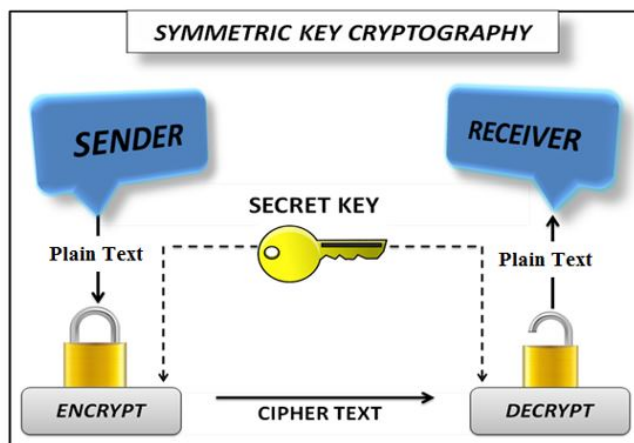 SYMMETRIC KEY CRYPTOGRAPHY
SENDER
RECEIVER
SECRET KEY
Plain Text
Plain Text
ENCRYPT
CIPHER TEXT
DECRYPT